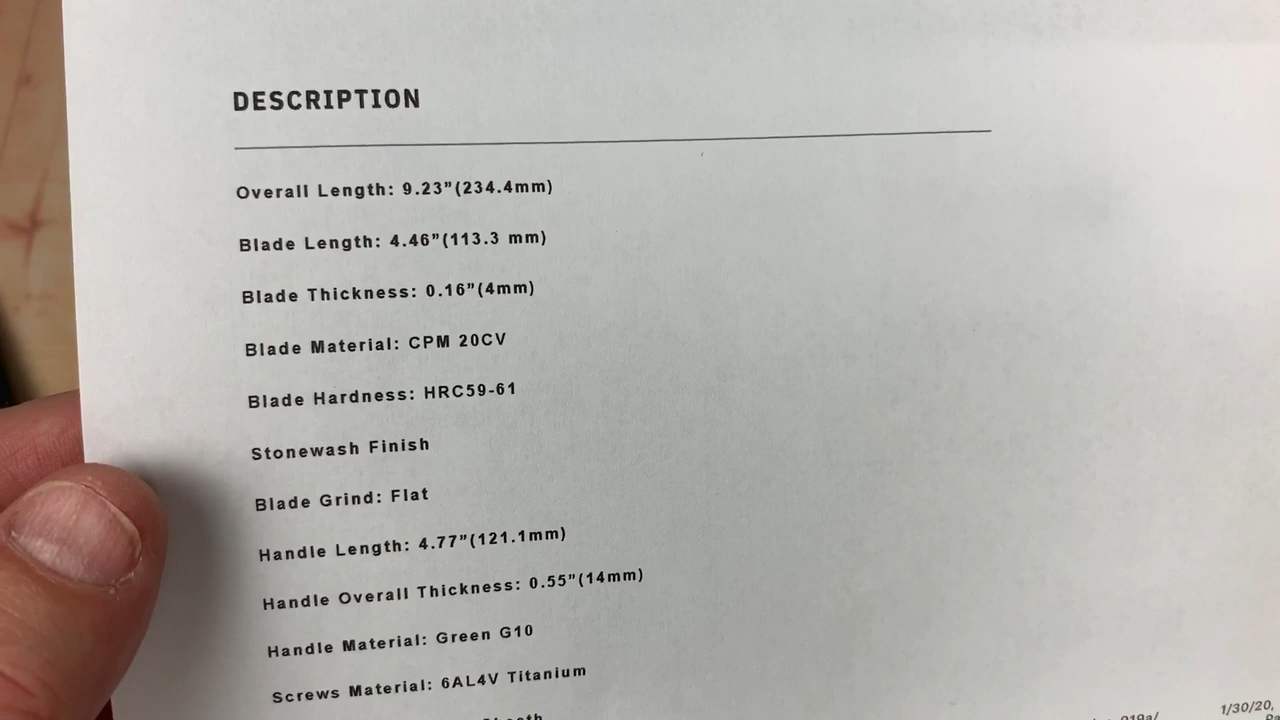 DESCRIPTION
Overall Length: 9.23”(234.4mm)
Blade Length: 4.46”(113.3 mm)
Blade Thickness: 0.16”(4mm)
Blade Material: CPM 20CV
Blade Hardness: HRC59-61
Stonewash Finish
Blade Grind: Flat
Handle Length: 4.77”(121.1mm)
Handle Overall Thickness: 0.55”(14mm)
Handle Material: Green G10
Screws Material: 6AL4V Titanium
1/30/20,